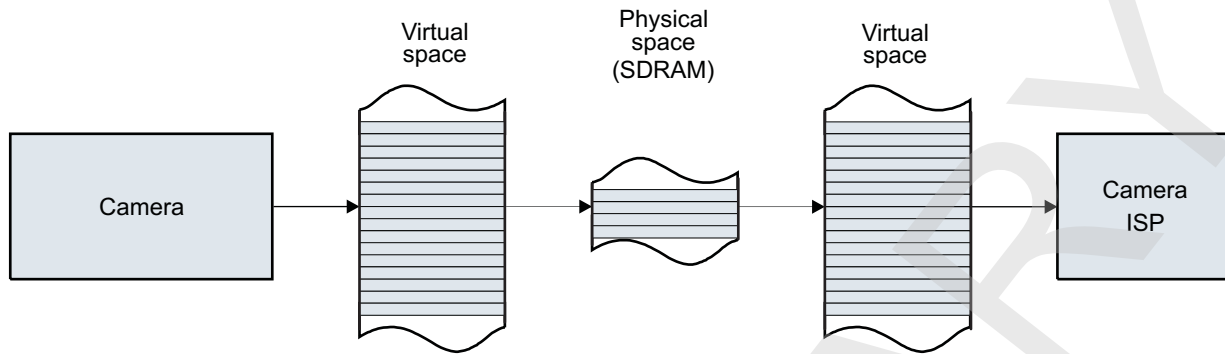 Virtual
space
Physical
space
(SDRAM)
Virtual
space
Camera
Camera
ISP